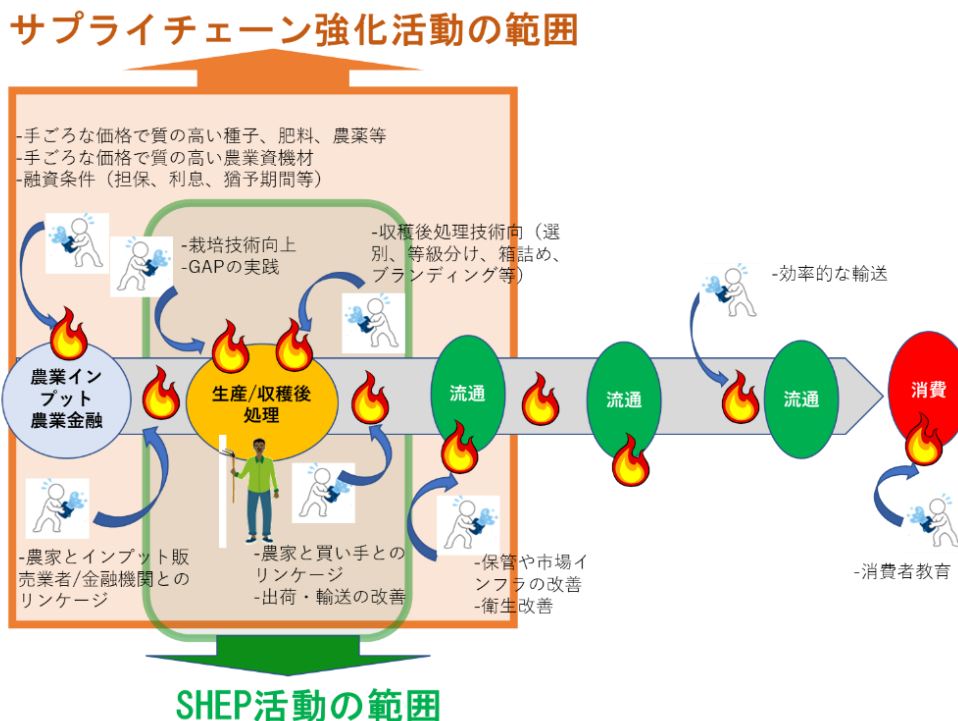 サプライチェーン強化活動の範囲
-手ごろな価格で質の高い種子、肥料、農薬等
-手ごろな価格で質の高い農業資機材
-融資条件（担保、利息、猶予期間等）
-栽培技術向上
-GAPの実践
-収穫後処理技術向（選
別、等級分け、箱詰め、
ブランディング等）
-効率的な輸送
農業イン
プット
農業金融
生産/収穫後
処理
流通
流通
流通
消費
-農家とインプット販
売業者/金融機関との
リンケージ
-農家と買い手との
リンケージ
-出荷・輸送の改善
-保管や市場イ
ンフラの改善
-衛生改善
-消費者教育
SHEP活動の範囲